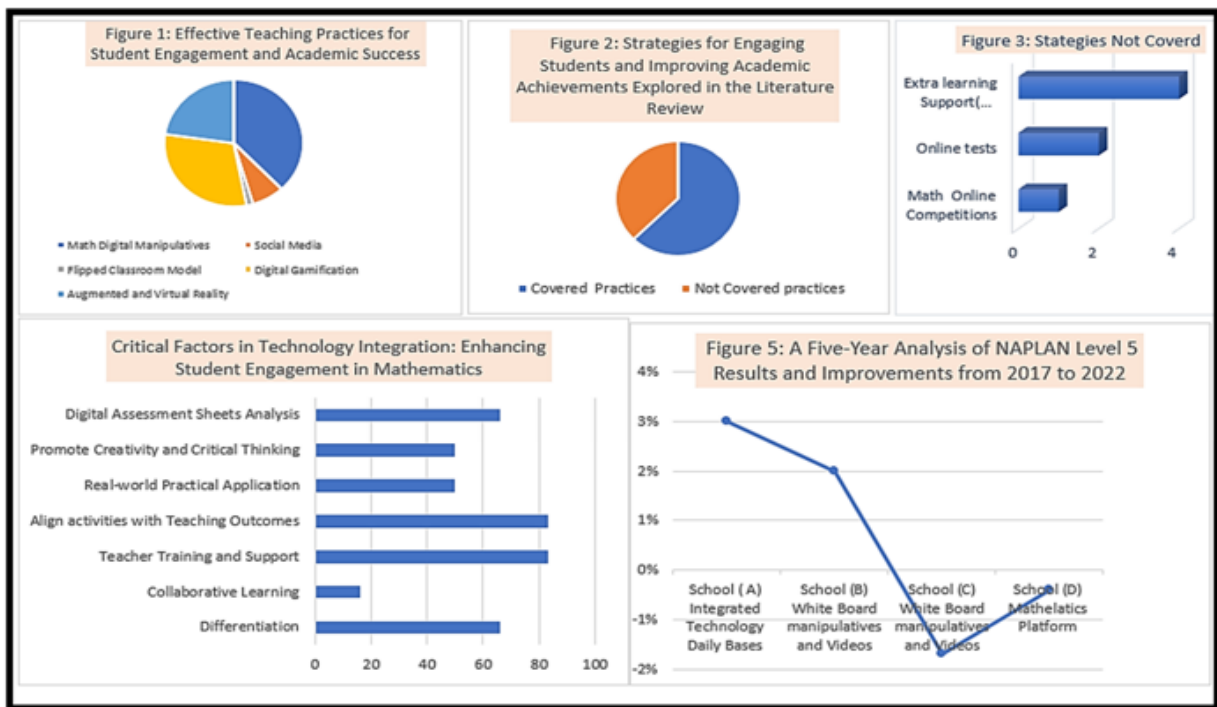 Figure 1: Effective Teaching Practices for
Student Engagement and Academic Success
Math Digital Manipulatives
Social Media
Flipped Classroom Model
Digital Gamification
Augmented and Virtual Reality
Figure 2: Strategies for Engaging
Students and Improving Academic
Achievements Explored in the Literature
Review
Covered Practices
Not Covered practices
Figure 3: Stategies Not Coverd
Extra learning
Support(...
Online tests
Math Online
Competitions
0 2 4
Critical Factors in Technology Integration: Enhancing
Student Engagement in Mathematics
Digital Assessment Sheets Analysis
Promote Creativity and Critical Thinking
Real-world Practical Application
Align activities with Teaching Outcomes
Teacher Training and Support
Collaborative Learning
Differentiation
0 20 40 60 80 100
Figure 5: A Five-Year Analysis of NAPLAN Level 5
Results and Improvements from 2017 to 2022
4%
3%
2%
1%
0%
-1%
-2%
School ( A)
Integrated
Technology
Daily Bases
School (B)
White Board
manipulatives
and Videos
School (C)
White Board
manipulatives
and Videos
School (D)
Mathelatics
Platform